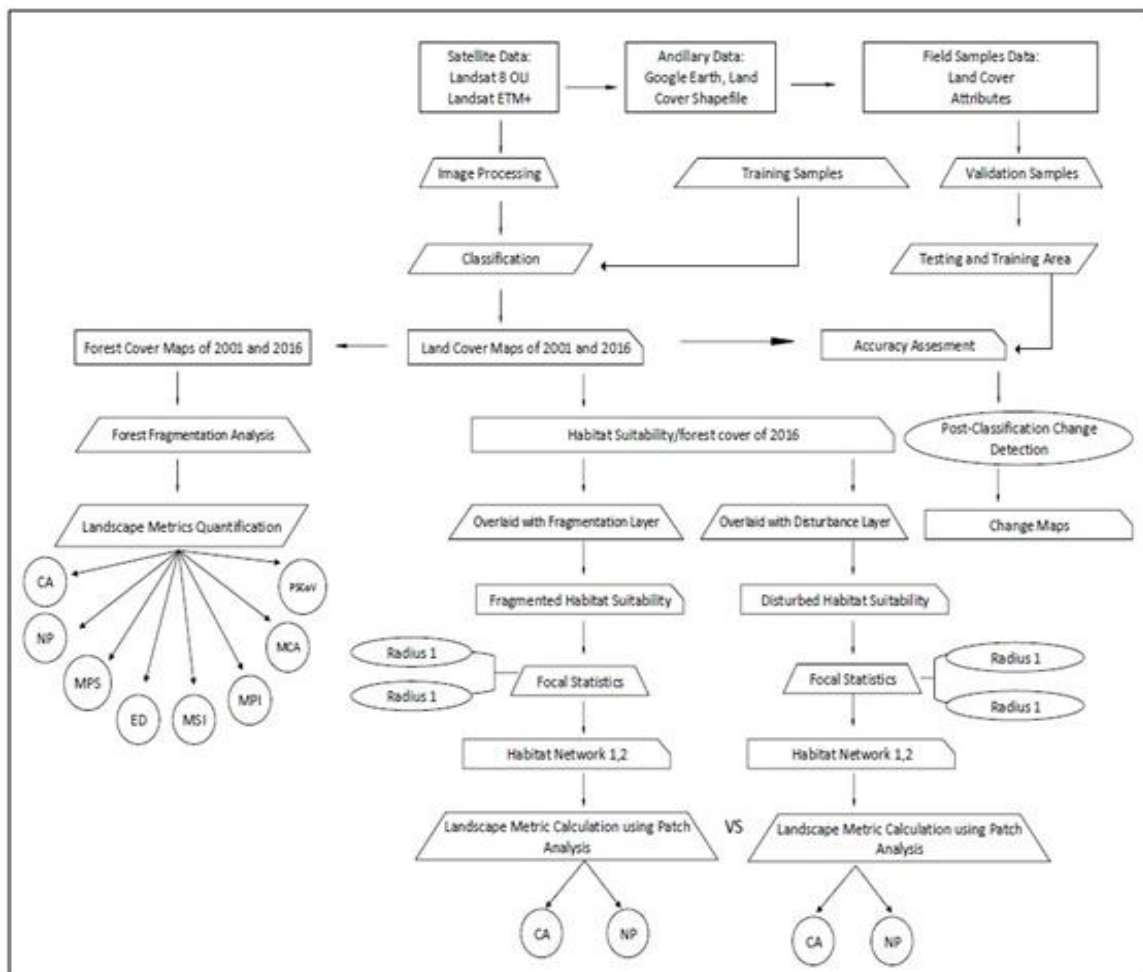 Satellite Data:
Landsat 8 OLI
Landsat ETM+
Ancillary Data:
Google Earth, Land
Cover Shapefile
Field Samples Data:
Land Cover
Attributes
Image Processing
Training Samples
Validation Samples
Classification
Testing and Training Area
Forest Cover Maps of 2001 and 2016
Land Cover Maps of 2001 and 2016
Accuracy Assesment
Forest Fragmentation Analysis
Habitat Suitability/forest cover of 2016
Post-Classification Change
Detection
Landscape Metrics Quantification
Overlaid with Fragmentation Layer
Overlaid with Disturbance Layer
Change Maps
CA
NP
MPS
ED
MSI
MPI
MCA
PSCoV
Fragmented Habitat Suitability
Disturbed Habitat Suitability
Radius 1
Radius 1
Focal Statistics
Focal Statistics
Radius 1
Radius 1
Habitat Network 1,2
Habitat Network 1,2
Landscape Metric Calculation using Patch
Analysis
VS
Landscape Metric Calculation using Patch
Analysis
CA
NP
CA
NP